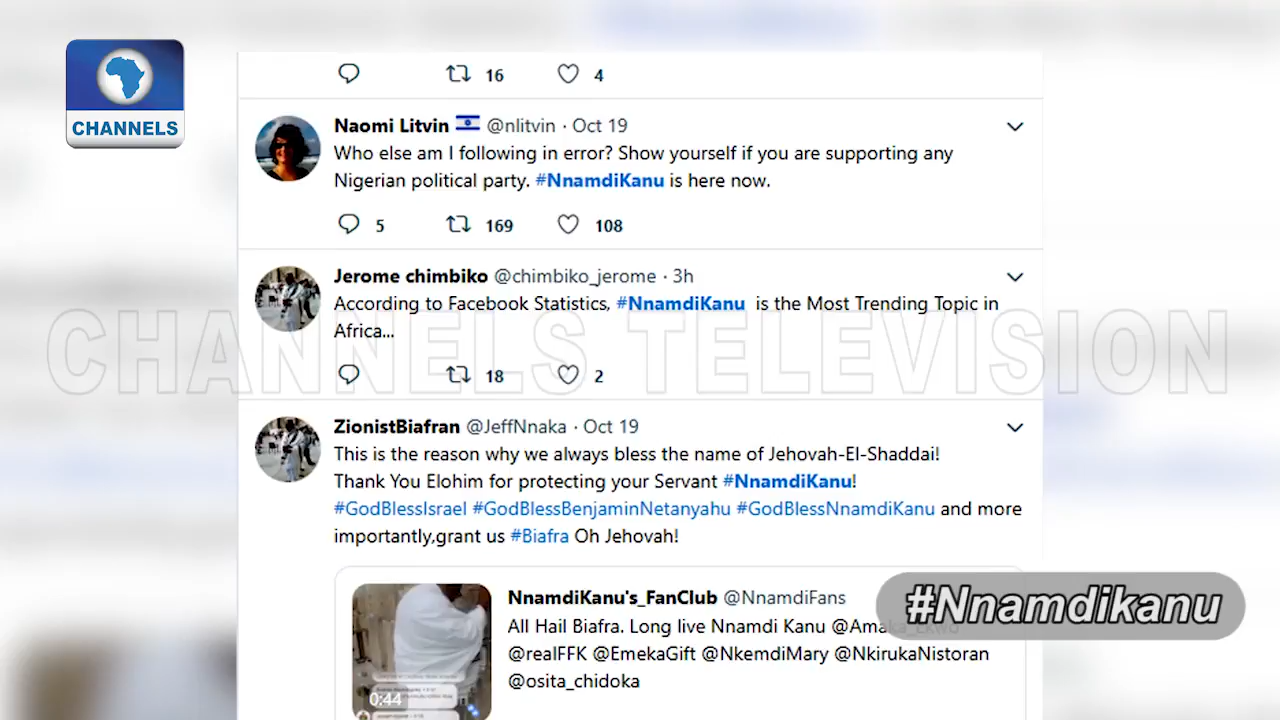 CHANNELS
16 4
Naomi Litvin @nlitvin · Oct 19
Who else am I following in error? Show yourself if you are supporting any
Nigerian political party. #NnamdiKanu is here now.
5 169 108
Jerome chimbiko @chimbiko_jerome · 3h
According to Facebook Statistics, #NnamdiKanu is the Most Trending Topic in
Africa...
CHANNELS TELEVISION
18 2
ZionistBiafran @JeffNnaka · Oct 19
This is the reason why we always bless the name of Jehovah-El-Shaddai!
Thank You Elohim for protecting your Servant #NnamdiKanu!
#GodBlessIsrael #GodBlessBenjaminNetanyahu #GodBlessNnamdiKanu and more
importantly,grant us #Biafra Oh Jehovah!
NnamdiKanu's_FanClub @NnamdiFans
#Nnamdikanu
All Hail Biafra. Long live Nnamdi Kanu
@realFFK @EmekaGift @NkemdiMary @NkirukaNistoran
@osita_chidoka
0:44